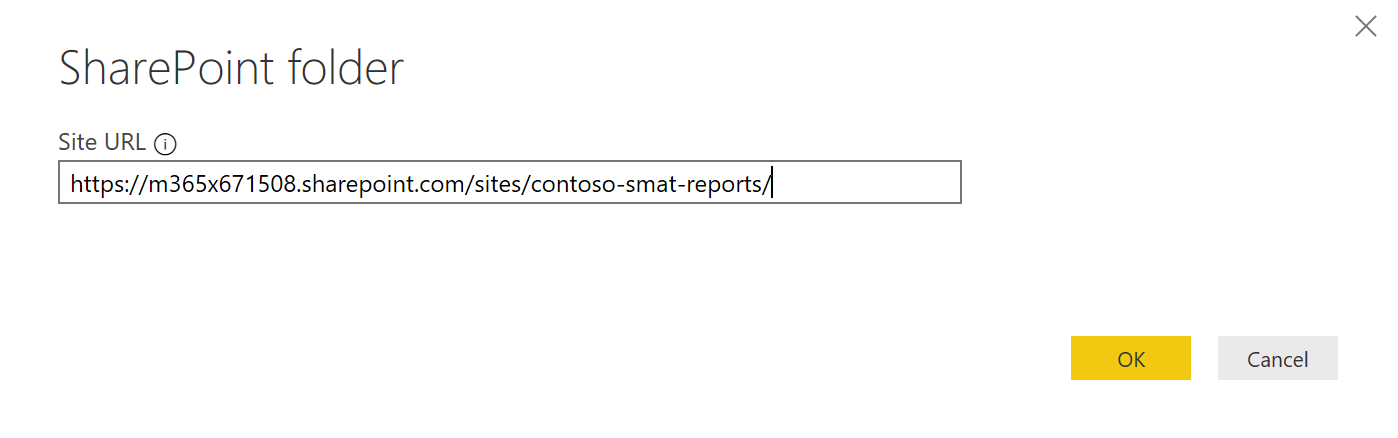 SharePoint folder
Site URL
https://m365x671508.sharepoint.com/sites/contoso-smat-reports/
OK
Cancel